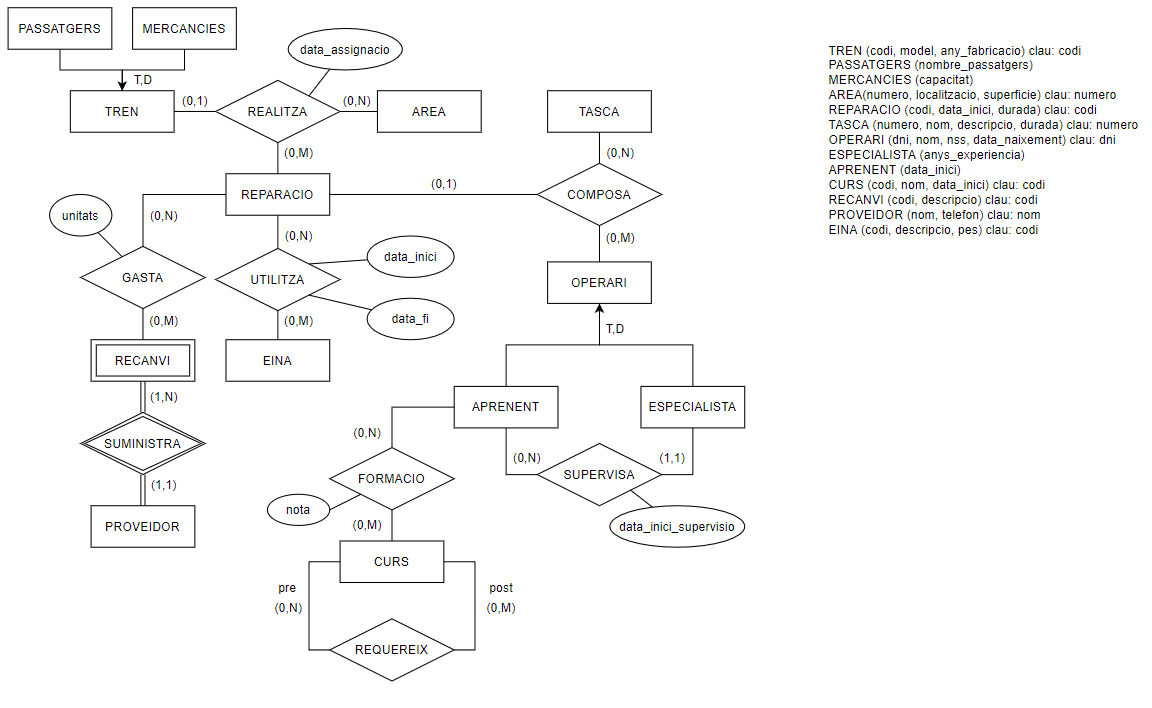 PASSATGERS
MERCANCIES
data_assignacio
T,D
TREN
(0,1)
REALITZA
(0,N)
AREA
TASCA
(0,M)
(0,N)
REPARACIO
(0,1)
COMPOSA
unitats
(0,N)
(0,N)
(0,M)
data_inici
GASTA
UTILITZA
OPERARI
data_fi
(0,M)
(0,M)
T,D
RECANVI
EINA
(1,N)
APRENENT
ESPECIALISTA
(0,N)
SUMINISTRA
(0,N)
(1,1)
FORMACIO
SUPERVISA
(1,1)
nota
(0,M)
PROVEIDOR
data_inici_supervisio
CURS
pre
(0,N)
post
(0,M)
REQUEREIX
TREN (codi, model, any_fabricacio) clau: codi
PASSATGERS (nombre_passatgers)
MERCANCIES (capacitat)
AREA(numero, localitzacio, superficie) clau: numero
REPARACIO (codi, data_inici, durada) clau: codi
TASCA (numero, nom, descripcio, durada) clau: numero
OPERARI (dni, nom, nss, data_naixement) clau: dni
ESPECIALISTA (anys_experiencia)
APRENENT (data_inici)
CURS (codi, nom, data_inici) clau: codi
RECANVI (codi, descripcio) clau: codi
PROVEIDOR (nom, telefon) clau: nom
EINA (codi, descripcio, pes) clau: codi